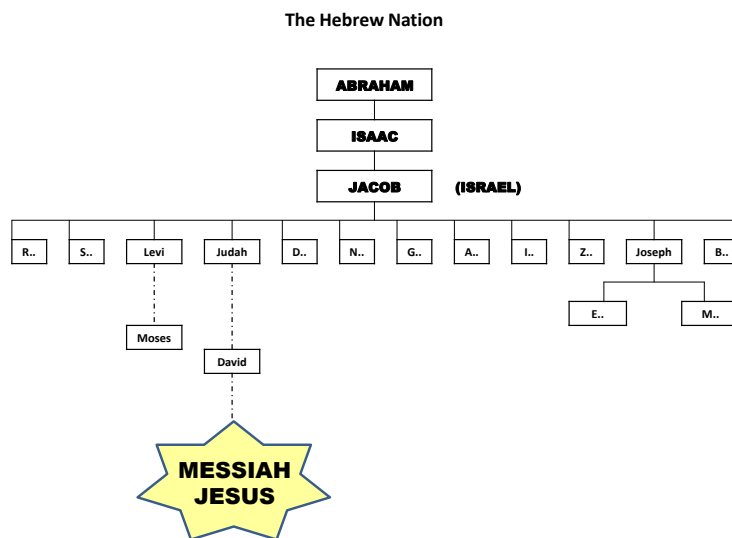 The Hebrew Nation
ABRAHAM
ISAAC
JACOB (ISRAEL)
R.. S.. Levi Judah D.. N.. G.. A.. I.. Z.. Joseph B..
E.. M..
Moses
David
MESSIAH
JESUS